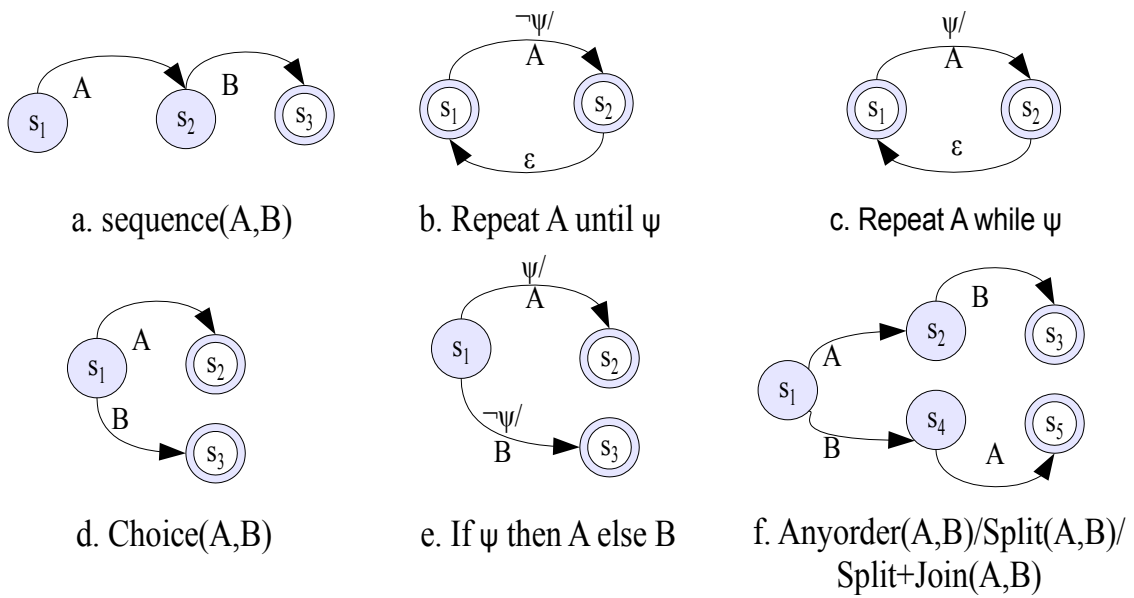 A
B
s₁
s₂
s₃
a. sequence(A,B)
¬ψ/
A
s₁
s₂
ε
b. Repeat A until ψ
ψ/
A
s₁
s₂
ε
c. Repeat A while ψ
A
s₁
s₂
B
s₃
d. Choice(A,B)
ψ/
A
s₁
s₂
¬ψ/
B
s₃
e. If ψ then A else B
B
s₂
s₃
A
s₁
s₄
s₅
B
A
f. Anyorder(A,B)/Split(A,B)/
Split+Join(A,B)